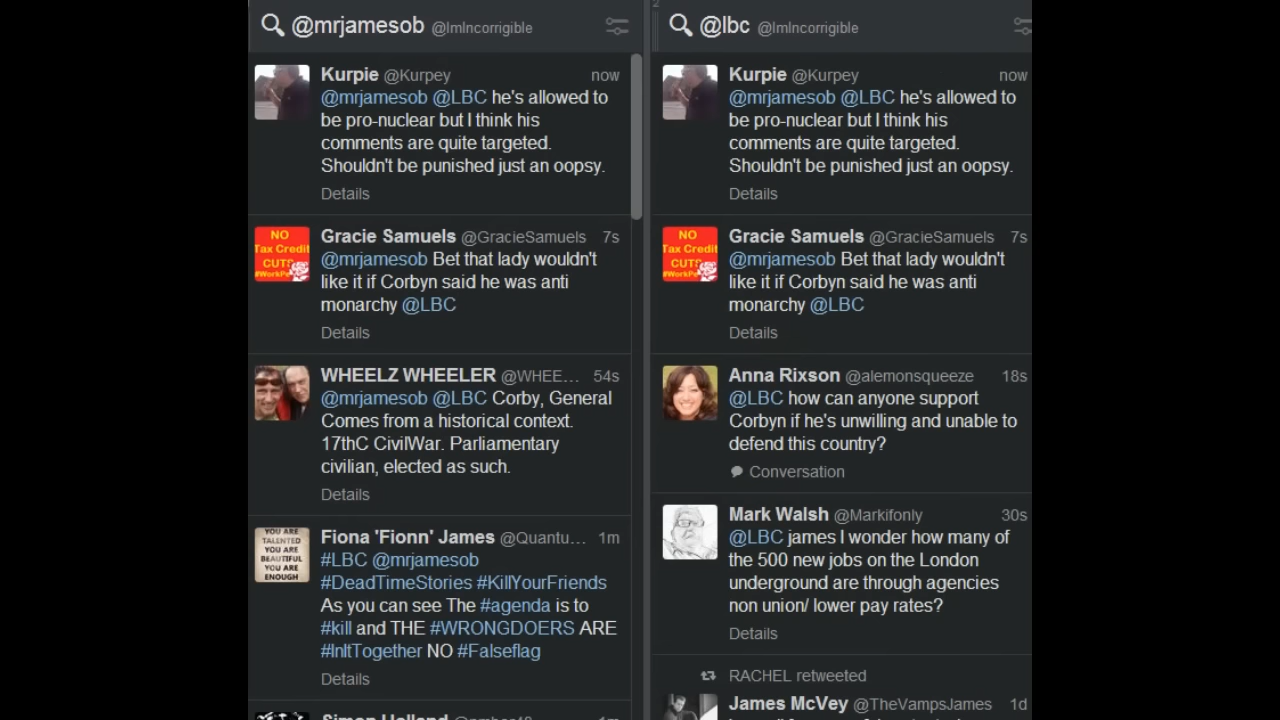 @mrjamesob @ImIncorrigible
Kurpie @Kurpey now
@mrjamesob @LBC he's allowed to
be pro-nuclear but I think his
comments are quite targeted.
Shouldn't be punished just an oopsy.
Details
NO
Tax Credit
CUTS
Gracie Samuels @GracieSamuels 7s
@mrjamesob Bet that lady wouldn't
like it if Corbyn said he was anti
monarchy @LBC
Details
WHEELZ WHEELER @WHEE... 54s
@mrjamesob @LBC Corby, General
Comes from a historical context.
17thC CivilWar. Parliamentary
civilian, elected as such.
Details
YOU ARE
TALENTED
YOU ARE
BEAUTIFUL
YOU ARE
ENOUGH
Fiona 'Fionn' James @Quantu... 1m
#LBC @mrjamesob
#DeadTimeStories #KillYourFriends
As you can see The #agenda is to
#kill and THE #WRONGDOERS ARE
#InItTogether NO #Falseflag
Details
2
@lbc @ImIncorrigible
Kurpie @Kurpey now
@mrjamesob @LBC he's allowed to
be pro-nuclear but I think his
comments are quite targeted.
Shouldn't be punished just an oopsy.
Details
NO
Tax Credit
CUTS
Gracie Samuels @GracieSamuels 7s
@mrjamesob Bet that lady wouldn't
like it if Corbyn said he was anti
monarchy @LBC
Details
Anna Rixson @alemonsqueeze 18s
@LBC how can anyone support
Corbyn if he's unwilling and unable to
defend this country?
Conversation
Mark Walsh @Markifonly 30s
@LBC james I wonder how many of
the 500 new jobs on the London
underground are through agencies
non union/ lower pay rates?
Details
RACHEL retweeted
James McVey @TheVampsJames 1d